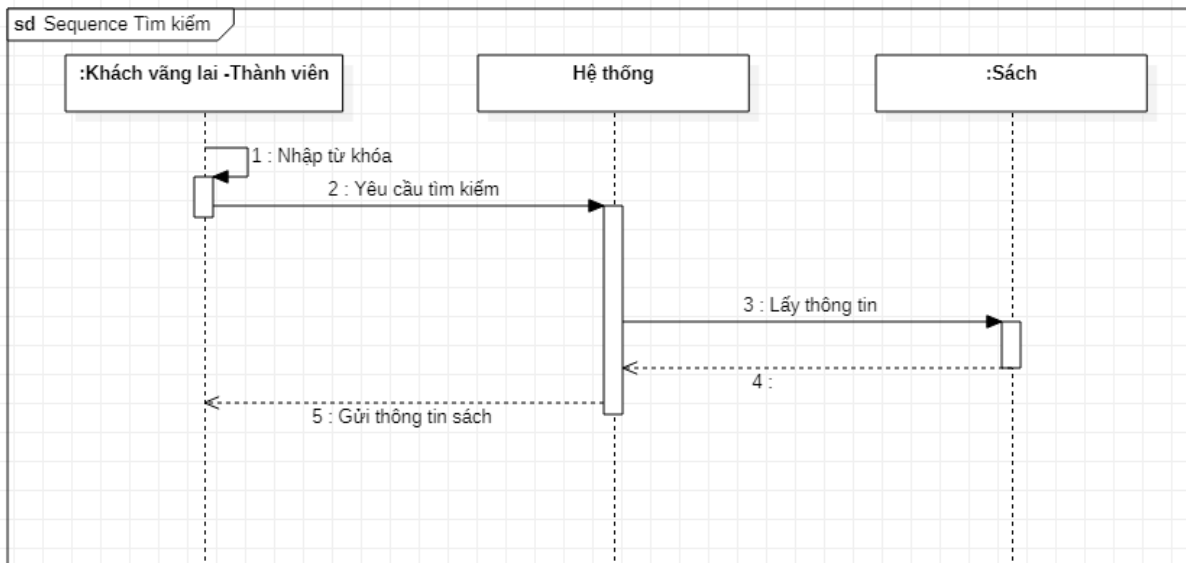 sd Sequence Tìm kiếm
:Khách vãng lai -Thành viên
Hệ thống
:Sách
1 : Nhập từ khóa
2 : Yêu cầu tìm kiếm
3 : Lấy thông tin
4 :
5 : Gửi thông tin sách